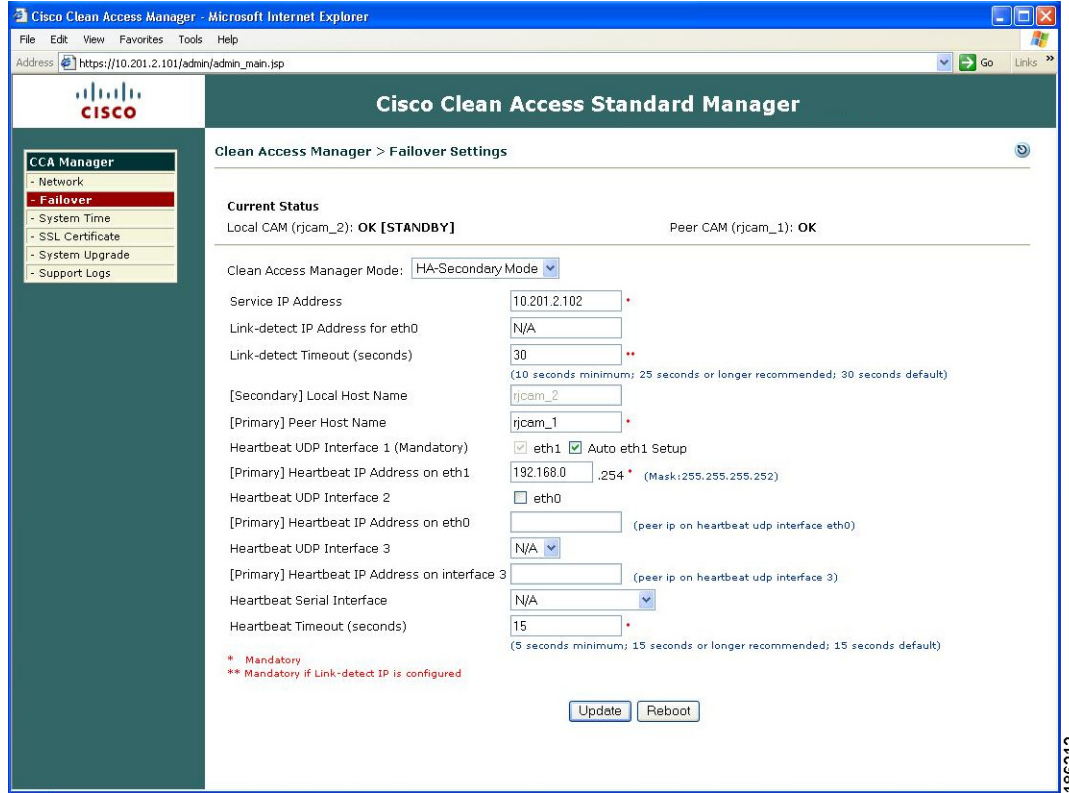 Cisco Clean Access Manager - Microsoft Internet Explorer
File Edit View Favorites Tools Help
Address https://10.201.2.101/admin/admin_main.jsp Go Links »
CISCO
Cisco Clean Access Standard Manager
CCA Manager
- Network
- Failover
- System Time
- SSL Certificate
- System Upgrade
- Support Logs
Clean Access Manager > Failover Settings
Current Status
Local CAM (rjcam_2): OK [STANDBY] Peer CAM (rjcam_1): OK
Clean Access Manager Mode: HA-Secondary Mode
Service IP Address 10.201.2.102 *
Link-detect IP Address for eth0 N/A
Link-detect Timeout (seconds) 30 **
(10 seconds minimum; 25 seconds or longer recommended; 30 seconds default)
[Secondary] Local Host Name rjcam_2
[Primary] Peer Host Name rjcam_1 *
Heartbeat UDP Interface 1 (Mandatory) eth1 Auto eth1 Setup
[Primary] Heartbeat IP Address on eth1 192.168.0 .254 * (Mask:255.255.255.252)
Heartbeat UDP Interface 2 eth0
[Primary] Heartbeat IP Address on eth0 (peer ip on heartbeat udp interface eth0)
Heartbeat UDP Interface 3 N/A
[Primary] Heartbeat IP Address on interface 3 (peer ip on heartbeat udp interface 3)
Heartbeat Serial Interface N/A
Heartbeat Timeout (seconds) 15 *
(5 seconds minimum; 15 seconds or longer recommended; 15 seconds default)
* Mandatory
** Mandatory if Link-detect IP is configured
Update Reboot